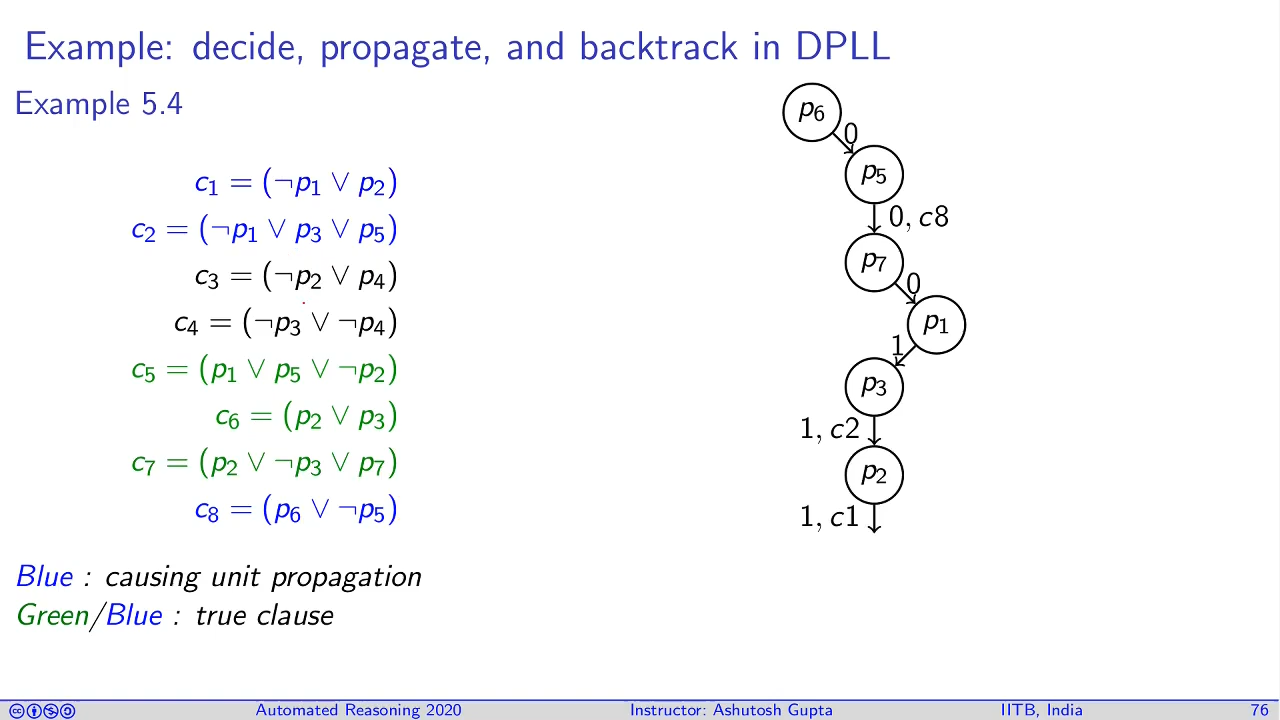 Example: decide, propagate, and backtrack in DPLL
Example 5.4
c₁ = (¬p₁ ∨ p₂)
c₂ = (¬p₁ ∨ p₃ ∨ p₅)
c₃ = (¬p₂ ∨ p₄)
c₄ = (¬p₃ ∨ ¬p₄)
c₅ = (p₁ ∨ p₅ ∨ ¬p₂)
c₆ = (p₂ ∨ p₃)
c₇ = (p₂ ∨ ¬p₃ ∨ p₇)
c₈ = (p₆ ∨ ¬p₅)
Blue : causing unit propagation
Green/Blue : true clause
p₆
0
p₅
0, c8
p₇
0
p₁
1
p₃
1, c2
p₂
1, c1
Automated Reasoning 2020 Instructor: Ashutosh Gupta IITB, India 76